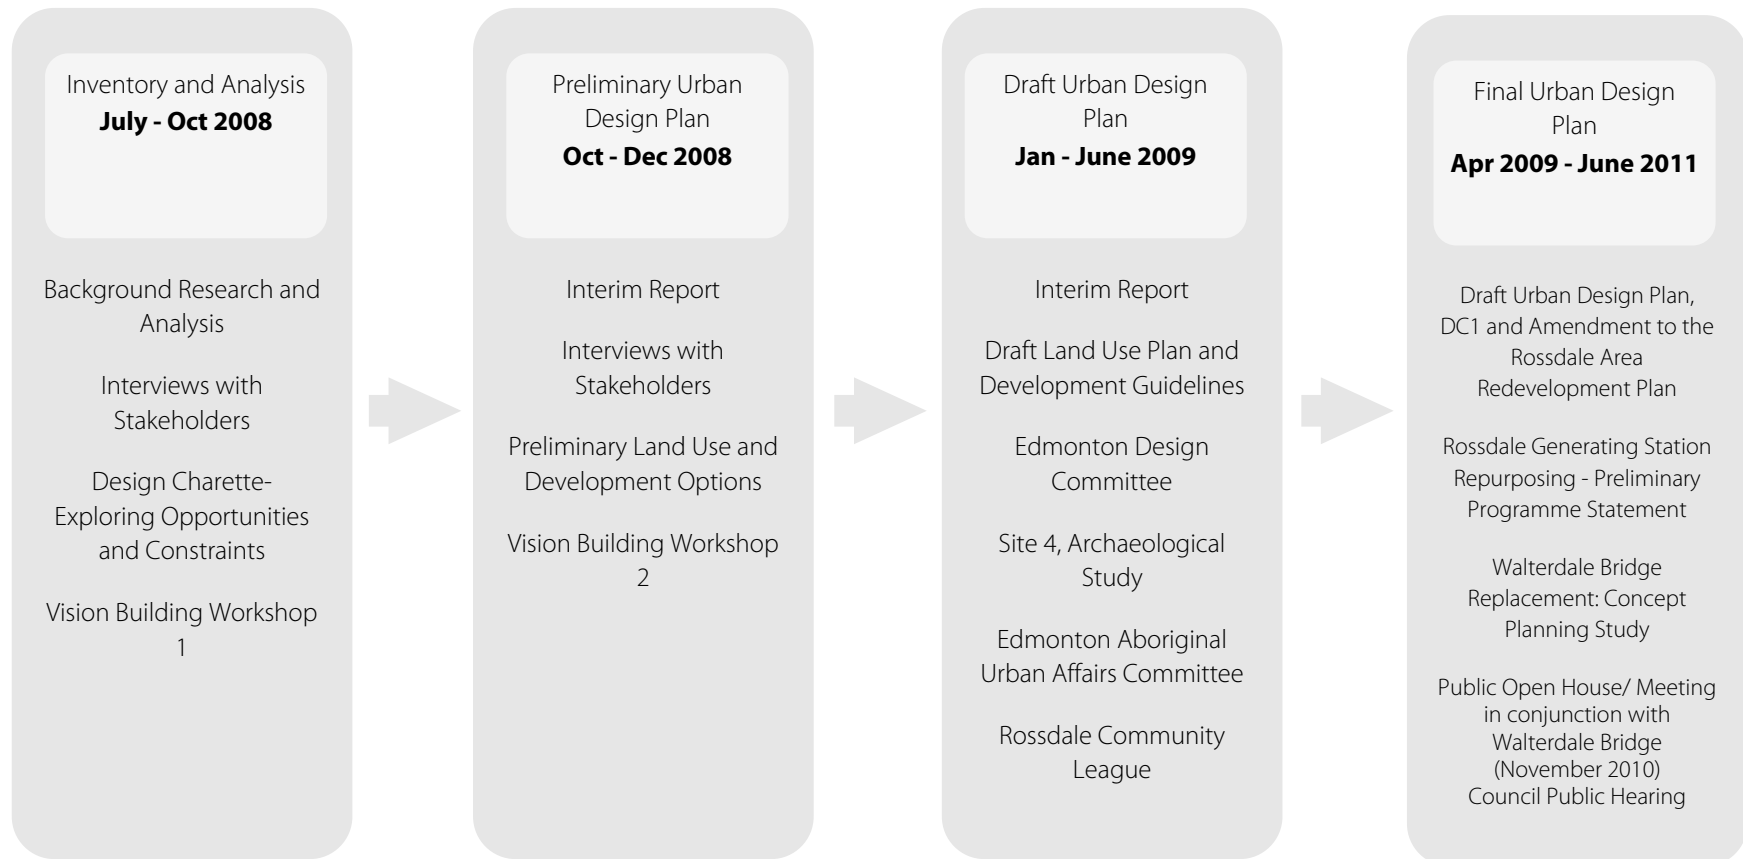 Inventory and Analysis
July - Oct 2008
Background Research and
Analysis
Interviews with
Stakeholders
Design Charette-
Exploring Opportunities
and Constraints
Vision Building Workshop
1
Preliminary Urban
Design Plan
Oct - Dec 2008
Interim Report
Interviews with
Stakeholders
Preliminary Land Use and
Development Options
Vision Building Workshop
2
Draft Urban Design
Plan
Jan - June 2009
Interim Report
Draft Land Use Plan and
Development Guidelines
Edmonton Design
Committee
Site 4, Archaeological
Study
Edmonton Aboriginal
Urban Affairs Committee
Rossdale Community
League
Final Urban Design
Plan
Apr 2009 - June 2011
Draft Urban Design Plan,
DC1 and Amendment to the
Rossdale Area
Redevelopment Plan
Rossdale Generating Station
Repurposing - Preliminary
Programme Statement
Walterdale Bridge
Replacement: Concept
Planning Study
Public Open House/ Meeting
in conjunction with
Walterdale Bridge
(November 2010)
Council Public Hearing